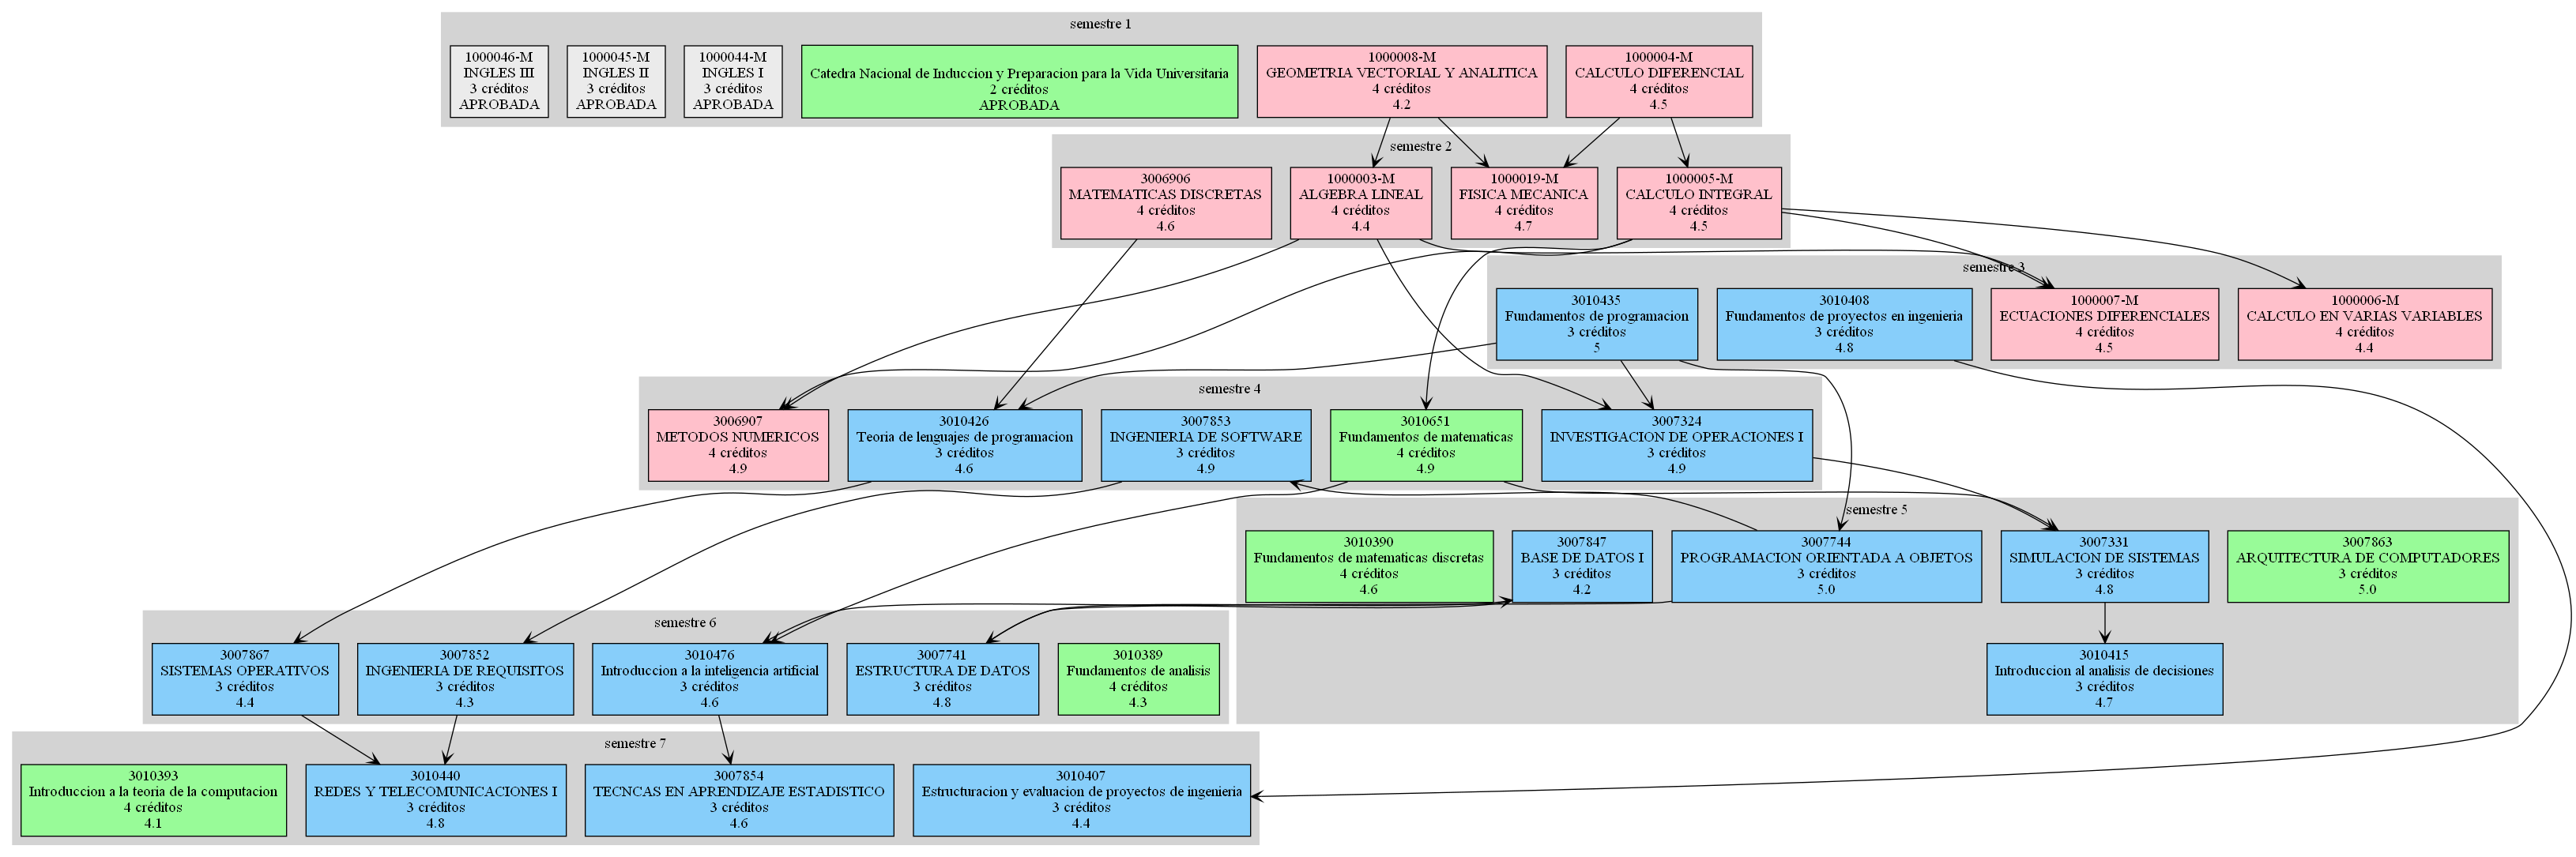 semestre 1
1000046-M
INGLES III
3 créditos
APROBADA
1000045-M
INGLES II
3 créditos
APROBADA
1000044-M
INGLES I
3 créditos
APROBADA
Catedra Nacional de Induccion y Preparacion para la Vida Universitaria
2 créditos
APROBADA
1000008-M
GEOMETRIA VECTORIAL Y ANALITICA
4 créditos
4.2
1000004-M
CALCULO DIFERENCIAL
4 créditos
4.5
semestre 2
3006906
MATEMATICAS DISCRETAS
4 créditos
4.6
1000003-M
ALGEBRA LINEAL
4 créditos
4.4
1000019-M
FISICA MECANICA
4 créditos
4.7
1000005-M
CALCULO INTEGRAL
4 créditos
4.5
semestre 3
3010435
Fundamentos de programacion
3 créditos
5
3010408
Fundamentos de proyectos en ingenieria
3 créditos
4.8
1000007-M
ECUACIONES DIFERENCIALES
4 créditos
4.5
1000006-M
CALCULO EN VARIAS VARIABLES
4 créditos
4.4
semestre 4
3006907
METODOS NUMERICOS
4 créditos
4.9
3010426
Teoria de lenguajes de programacion
3 créditos
4.6
3007853
INGENIERIA DE SOFTWARE
3 créditos
4.9
3010651
Fundamentos de matematicas
4 créditos
4.9
3007324
INVESTIGACION DE OPERACIONES I
3 créditos
4.9
semestre 5
3010390
Fundamentos de matematicas discretas
4 créditos
4.6
3007847
BASE DE DATOS I
3 créditos
4.2
3007744
PROGRAMACION ORIENTADA A OBJETOS
3 créditos
5.0
3007331
SIMULACION DE SISTEMAS
3 créditos
4.8
3007863
ARQUITECTURA DE COMPUTADORES
3 créditos
5.0
3010415
Introduccion al analisis de decisiones
3 créditos
4.7
semestre 6
3007867
SISTEMAS OPERATIVOS
3 créditos
4.4
3007852
INGENIERIA DE REQUISITOS
3 créditos
4.3
3010476
Introduccion a la inteligencia artificial
3 créditos
4.6
3007741
ESTRUCTURA DE DATOS
3 créditos
4.8
3010389
Fundamentos de analisis
4 créditos
4.3
semestre 7
3010393
Introduccion a la teoria de la computacion
4 créditos
4.1
3010440
REDES Y TELECOMUNICACIONES I
3 créditos
4.8
3007854
TECNCAS EN APRENDIZAJE ESTADISTICO
3 créditos
4.6
3010407
Estructuracion y evaluacion de proyectos de ingenieria
3 créditos
4.4